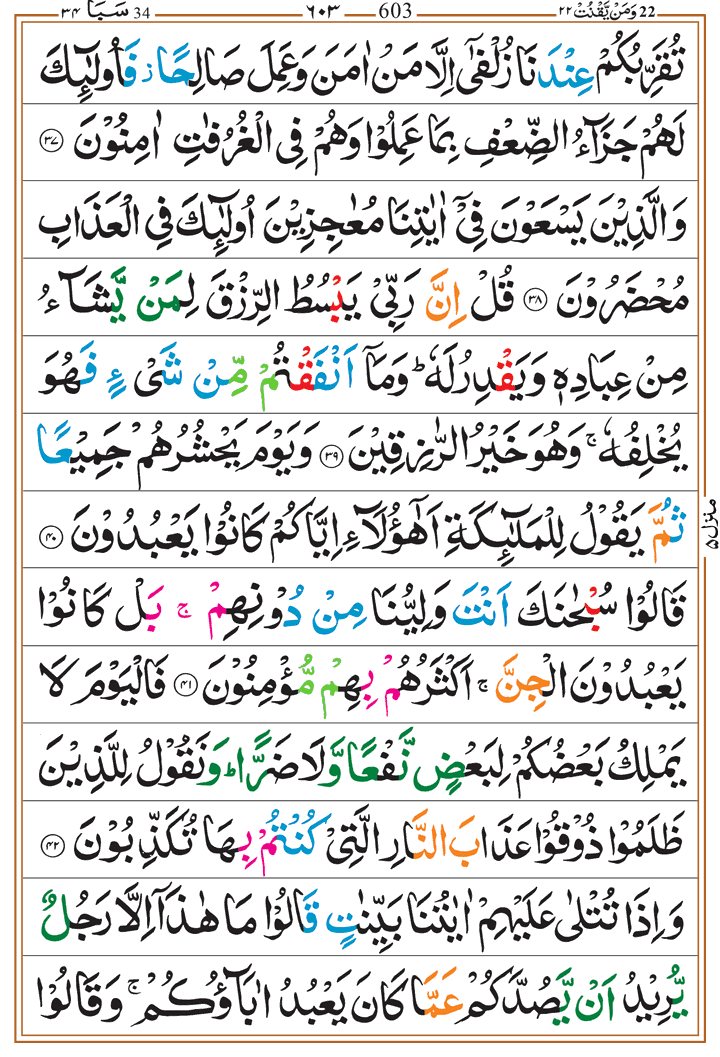 22 وَمَنْ يَّقْنُتْ ٢٢ 603 ٦٠٣ 34 سَبَا ٣٤
تُقَرِّبُكُمْ عِنْدَنَا زُلْفٰٓى اِلَّا مَنْ اٰمَنَ وَعَمِلَ صَالِحًا ز فَاُولٰٓئِكَ
لَهُمْ جَزَآءُ الضِّعْفِ بِمَا عَمِلُوْا وَهُمْ فِى الْغُرُفٰتِ اٰمِنُوْنَ ٣٧
وَالَّذِيْنَ يَسْعَوْنَ فِىْٓ اٰيٰتِنَا مُعٰجِزِيْنَ اُولٰٓئِكَ فِى الْعَذَابِ
مُحْضَرُوْنَ ٣٨ قُلْ اِنَّ رَبِّىْ يَبْسُطُ الرِّزْقَ لِمَنْ يَّشَآءُ
مِنْ عِبَادِهٖ وَيَقْدِرُ لَهٗ ؕ وَمَآ اَنْفَقْتُمْ مِّنْ شَىْءٍ فَهُوَ
يُخْلِفُهٗ ۚ وَهُوَ خَيْرُ الرّٰزِقِيْنَ ٣٩ وَيَوْمَ يَحْشُرُهُمْ جَمِيْعًا
ثُمَّ يَقُوْلُ لِلْمَلٰٓئِكَةِ اَهٰٓؤُلَآءِ اِيَّاكُمْ كَانُوْا يَعْبُدُوْنَ ٤٠
قَالُوْا سُبْحٰنَكَ اَنْتَ وَلِيُّنَا مِنْ دُوْنِهِمْ ۚ بَلْ كَانُوْا
يَعْبُدُوْنَ الْجِنَّ ۚ اَكْثَرُهُمْ بِهِمْ مُّؤْمِنُوْنَ ٤١ فَالْيَوْمَ لَا
يَمْلِكُ بَعْضُكُمْ لِبَعْضٍ نَّفْعًا وَّلَا ضَرًّا ؕ وَنَقُوْلُ لِلَّذِيْنَ
ظَلَمُوْا ذُوْقُوْا عَذَابَ النَّارِ الَّتِىْ كُنْتُمْ بِهَا تُكَذِّبُوْنَ ٤٢
وَاِذَا تُتْلٰى عَلَيْهِمْ اٰيٰتُنَا بَيِّنٰتٍ قَالُوْا مَا هٰذَآ اِلَّا رَجُلٌ
يُّرِيْدُ اَنْ يَّصُدَّكُمْ عَمَّا كَانَ يَعْبُدُ اٰبَآؤُكُمْ ۚ وَقَالُوْا
منزل ٥